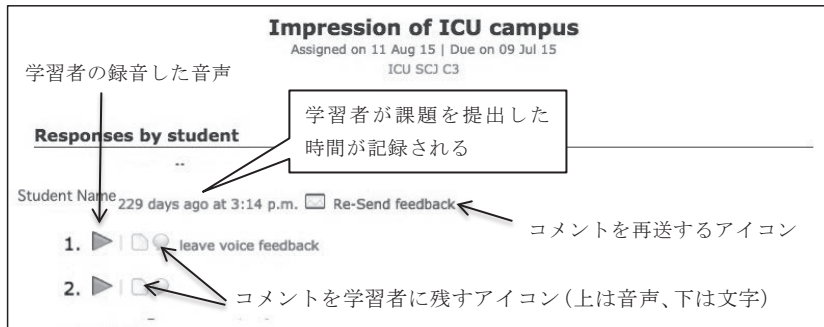 Impression of ICU campus
Assigned on 11 Aug 15 | Due on 09 Jul 15
ICU SCJ C3
学習者の録音した音声
学習者が課題を提出した
時間が記録される
Responses by student
--
Student Name 229 days ago at 3:14 p.m. Re-Send feedback
コメントを再送するアイコン
1. leave voice feedback
2.
コメントを学習者に残すアイコン(上は音声、下は文字)